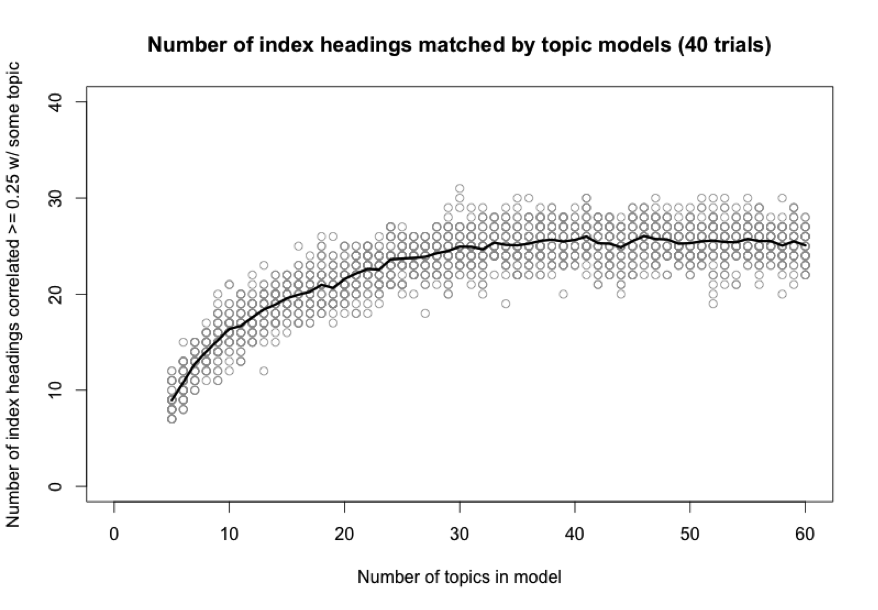 Number of index headings matched by topic models (40 trials)
Number of index headings correlated >= 0.25 w/ some topic
40
30
20
10
0
0 10 20 30 40 50 60
Number of topics in model